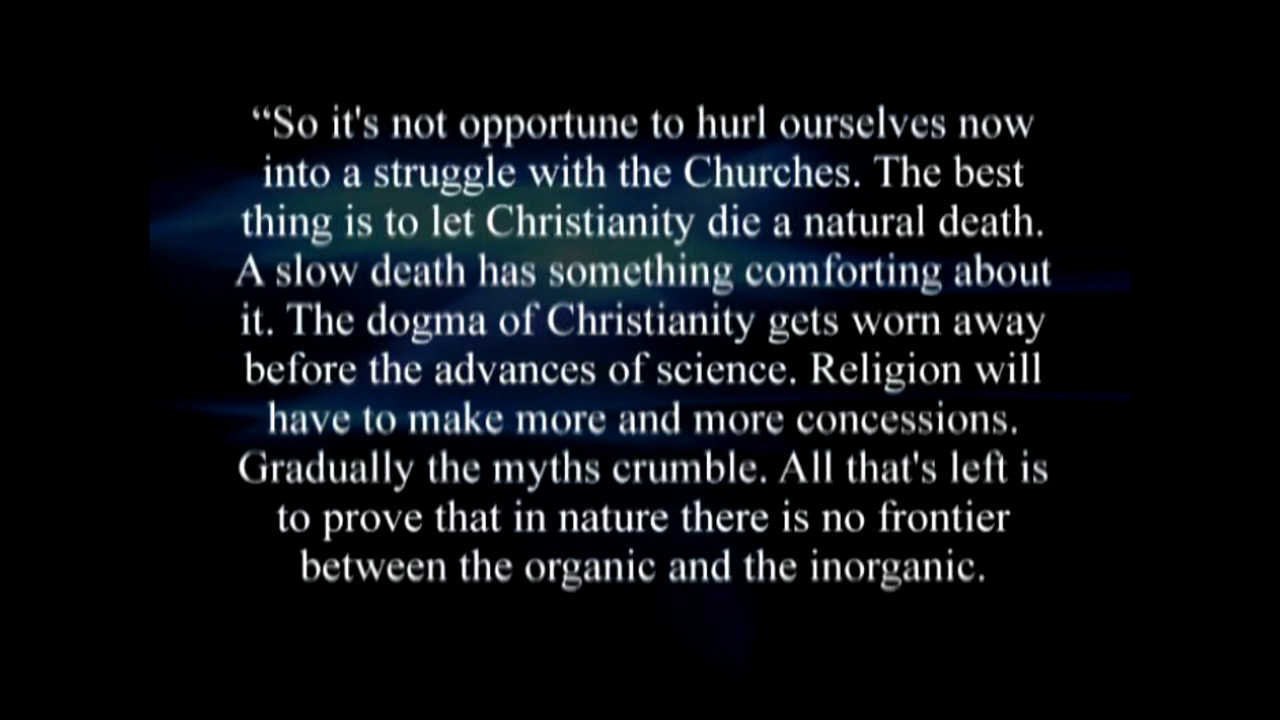 “So it's not opportune to hurl ourselves now
into a struggle with the Churches. The best
thing is to let Christianity die a natural death.
A slow death has something comforting about
it. The dogma of Christianity gets worn away
before the advances of science. Religion will
have to make more and more concessions.
Gradually the myths crumble. All that's left is
to prove that in nature there is no frontier
between the organic and the inorganic.